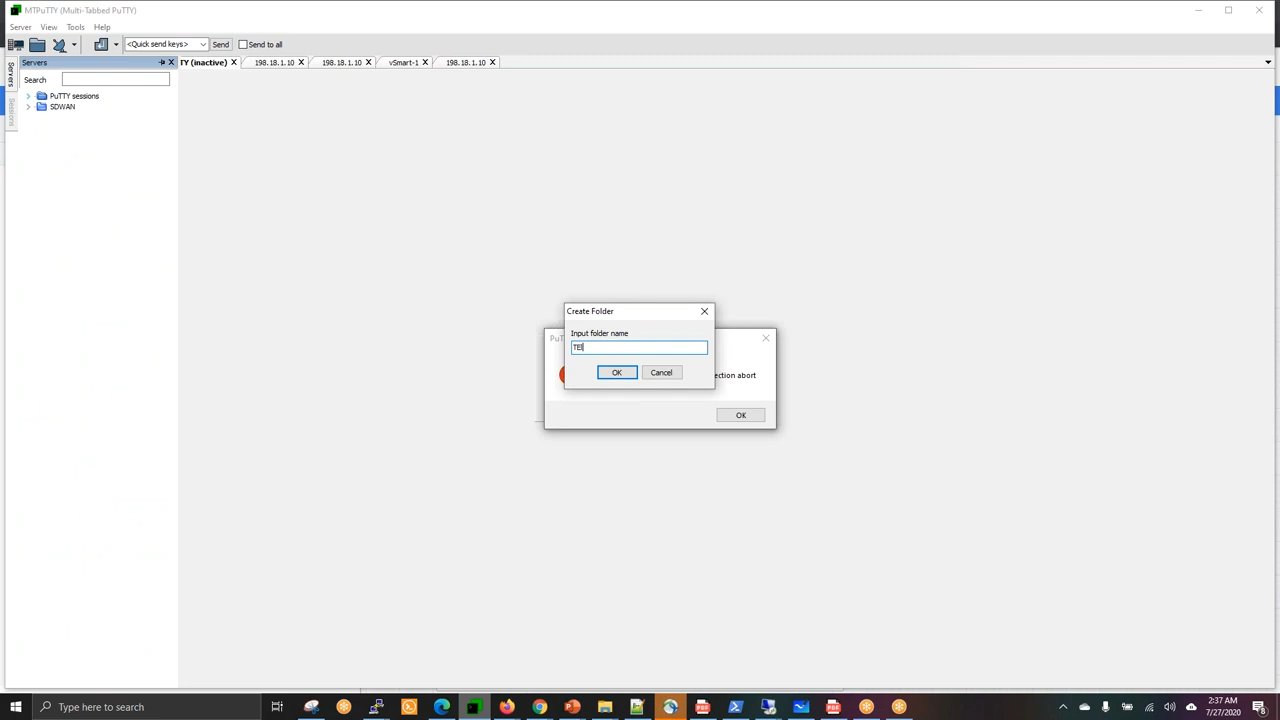 MTPuTTY (Multi-Tabbed PuTTY)
Server View Tools Help
<Quick send keys> Send Send to all
Servers
TY (inactive) 198.18.1.10 198.18.1.10 vSmart-1 198.18.1.10
Servers
Search
Sessions
PuTTY sessions
SDWAN
Create Folder
Input folder name
OK Cancel
ection abort
OK
Type here to search
2:37 AM
7/27/2020